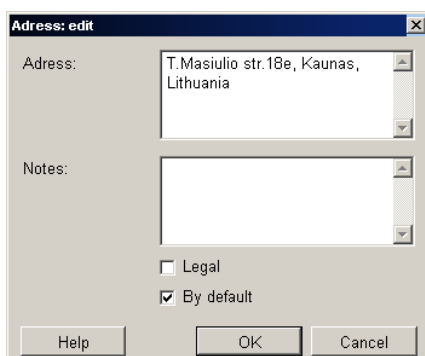 Adress: edit
Adress:
T.Masiulio str.18e, Kaunas,
Lithuania
Notes:
Legal
By default
Help
OK
Cancel